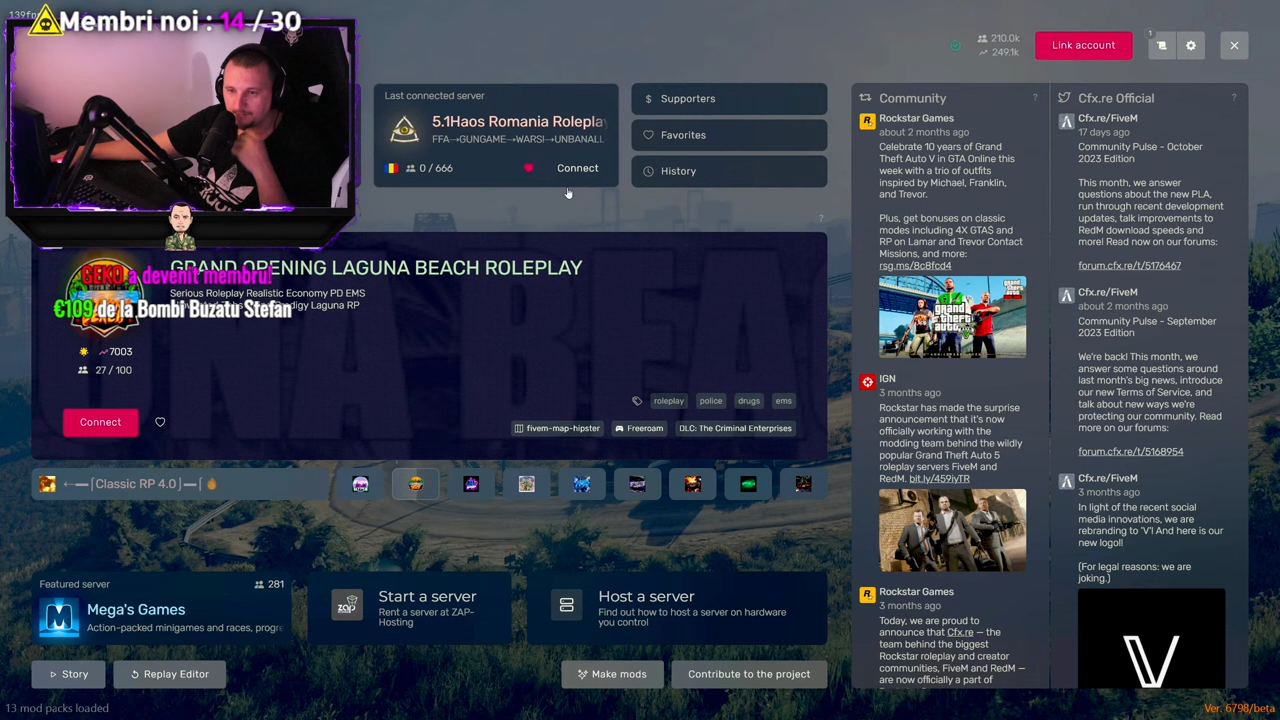 139fps
Membri noi : 14 / 30
210.0k
249.1k
Link account
1
Last connected server
5.1Haos Romania Rolepla
FFA→GUNGAME→WARSI→UNBANALL
0 / 666
Connect
$ Supporters
Favorites
History
?
GRAND OPENING LAGUNA BEACH ROLEPLAY
Serious Roleplay Realistic Economy PD EMS
Laguna RP
GEKO a devenit membru!
€109 de la Bombi Buzatu Stefan
7003
27 / 100
Connect
roleplay
police
drugs
ems
fivem-map-hipster
Freeroam
DLC: The Criminal Enterprises
[Classic RP 4.0]
Featured server
281
Mega's Games
Action-packed minigames and races, progre
ZAP
Start a server
Rent a server at ZAP-
Hosting
Host a server
Find out how to host a server on hardware
you control
Story
Replay Editor
Make mods
Contribute to the project
13 mod packs loaded
Community
?
Rockstar Games
about 2 months ago
Celebrate 10 years of Grand
Theft Auto V in GTA Online this
week with a trio of outfits
inspired by Michael, Franklin,
and Trevor.
Plus, get bonuses on classic
modes including 4X GTA$ and
RP on Lamar and Trevor Contact
Missions, and more:
rsg.ms/8c8fcd4
grand
theft
auto
IGN
3 months ago
Rockstar has made the surprise
announcement that it's now
officially working with the
modding team behind the wildly
popular Grand Theft Auto 5
roleplay servers FiveM and
RedM. bit.ly/459iyTR
Rockstar Games
3 months ago
Today, we are proud to
announce that Cfx.re — the
team behind the biggest
Rockstar roleplay and creator
communities, FiveM and RedM —
are now officially a part of
Cfx.re Official
?
Cfx.re/FiveM
17 days ago
Community Pulse - October
2023 Edition
This month, we answer
questions about the new PLA,
run through recent development
updates, talk improvements to
RedM download speeds and
more! Read now on our forums:
forum.cfx.re/t/5176467
Cfx.re/FiveM
about 2 months ago
Community Pulse - September
2023 Edition
We're back! This month, we
answer some questions around
last month's big news, introduce
our new Terms of Service, and
talk about new ways we're
protecting our community. Read
more on our forums:
forum.cfx.re/t/5168954
Cfx.re/FiveM
3 months ago
In light of the recent social
media innovations, we are
rebranding to 'V'! And here is our
new logo!!
(For legal reasons: we are
joking.)
V
Ver. 6798/beta